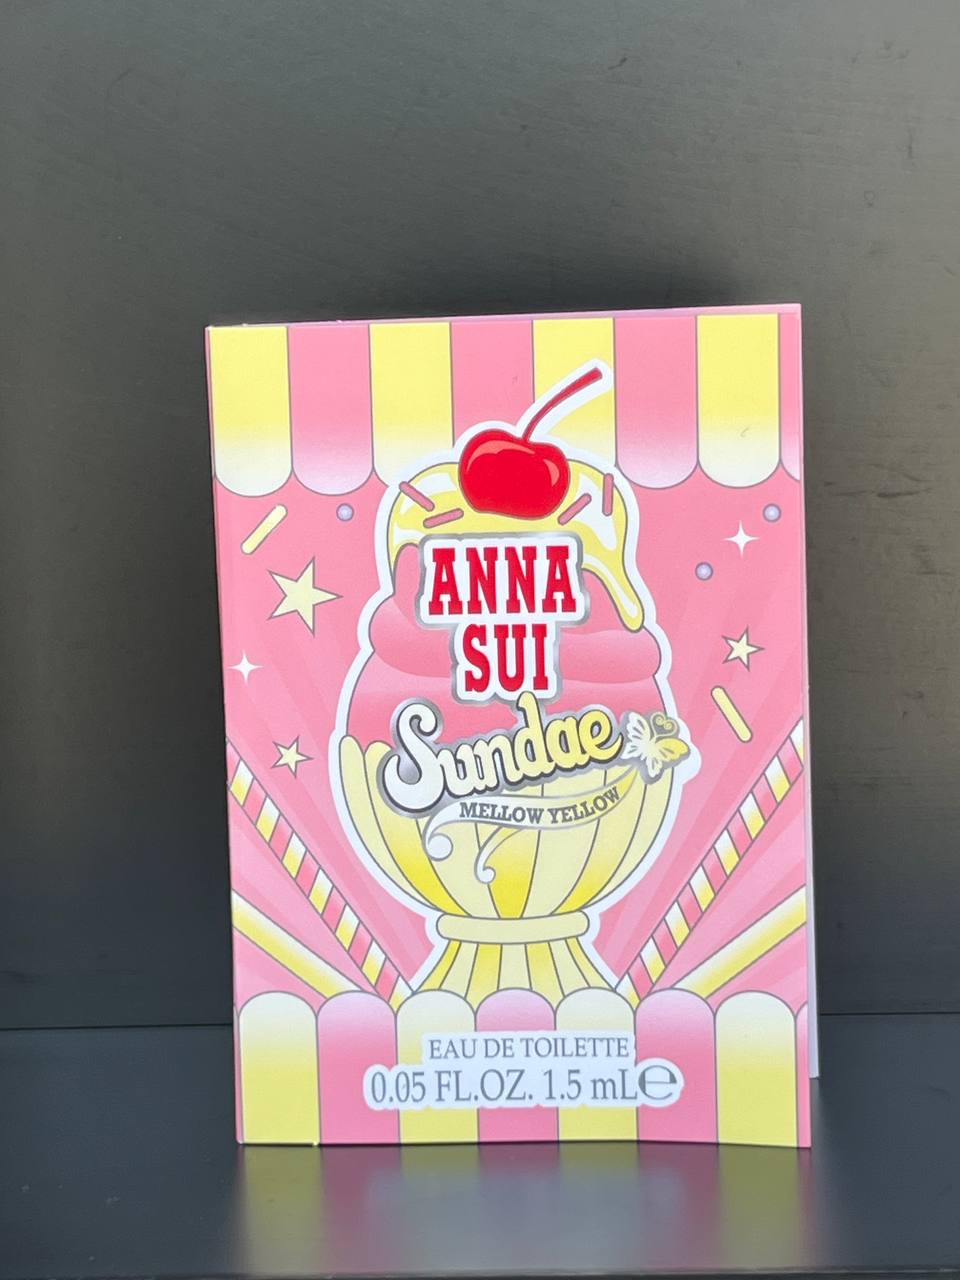 ANNA
SUI
Sundae
MELLOW YELLOW
EAU DE TOILETTE
0.05 FL.OZ. 1.5 mL℮